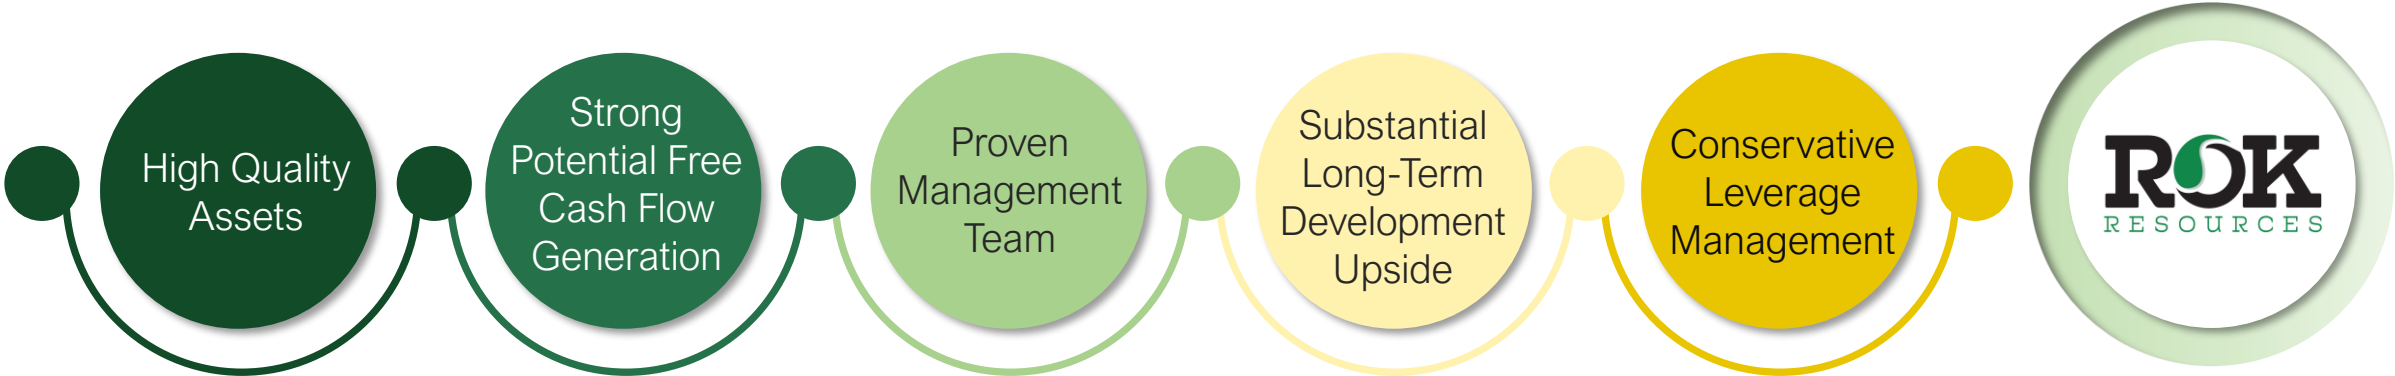 High Quality
Assets
Strong
Potential Free
Cash Flow
Generation
Proven
Management
Team
Substantial
Long-Term
Development
Upside
Conservative
Leverage
Management
ROK
RESOURCES